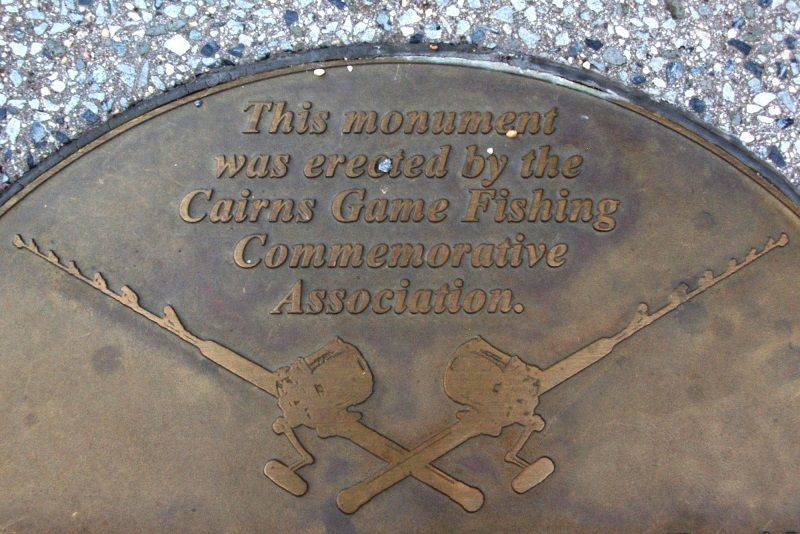 This monument
was erected by the
Cairns Game Fishing
Commemorative
Association.